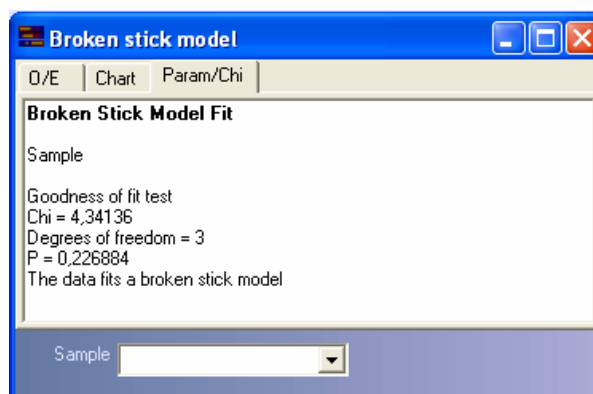 Broken stick model
O/E Chart Param/Chi
Broken Stick Model Fit
Sample
Goodness of fit test
Chi = 4,34136
Degrees of freedom = 3
P = 0,226884
The data fits a broken stick model
Sample